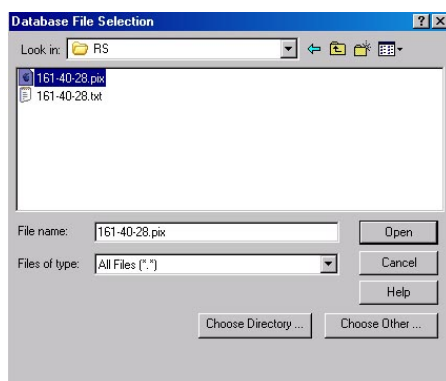 Database File Selection
Look in: RS
161-40-28.pix
161-40-28.txt
File name: 161-40-28.pix Open
Files of type: All Files (*.*) Cancel
Help
Choose Directory ... Choose Other ...